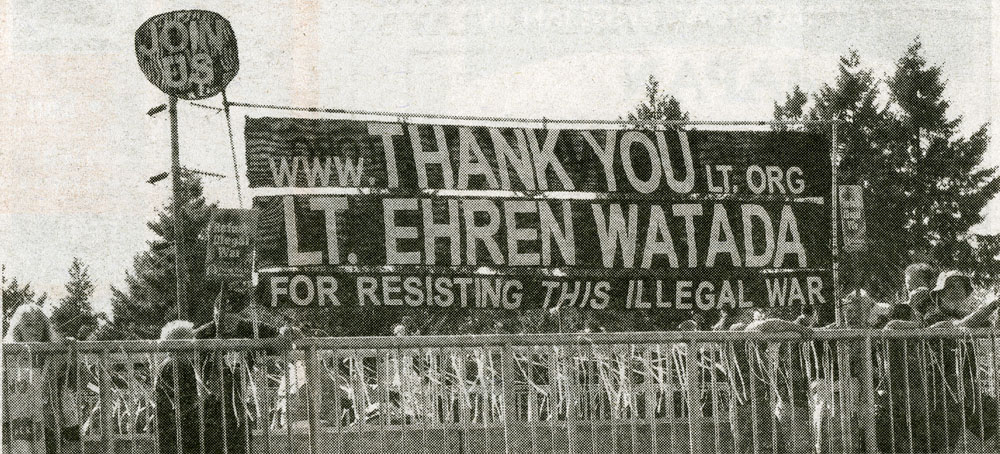 JOIN
US
WWW.THANK YOU LT.ORG
LT. EHREN WATADA
FOR RESISTING THIS ILLEGAL WAR
Illegal
War